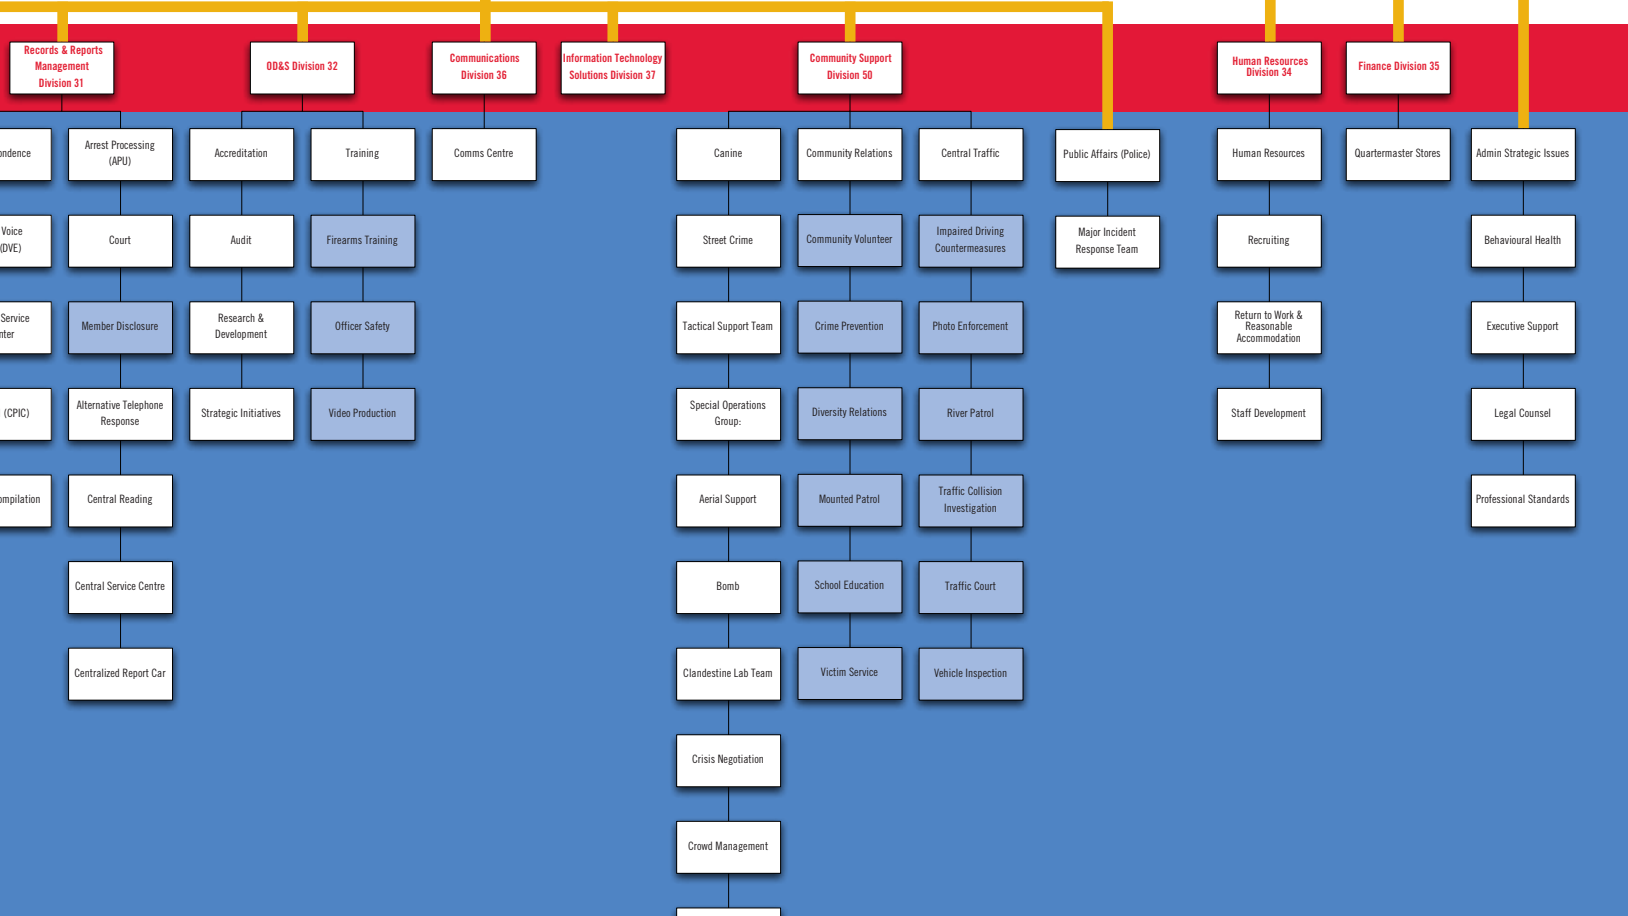 Records & Reports
Management
Division 31
OD&S Division 32
Communications
Division 36
Information Technology
Solutions Division 37
Community Support
Division 50
Human Resources
Division 34
Finance Division 35
ondence
Arrest Processing
(APU)
Accreditation
Training
Comms Centre
Canine
Community Relations
Central Traffic
Public Affairs (Police)
Human Resources
Quartermaster Stores
Admin Strategic Issues
Voice
(DVE)
Court
Audit
Firearms Training
Street Crime
Community Volunteer
Impaired Driving
Countermeasures
Major Incident
Response Team
Recruiting
Behavioural Health
Service
nter
Member Disclosure
Research &
Development
Officer Safety
Tactical Support Team
Crime Prevention
Photo Enforcement
Return to Work &
Reasonable
Accommodation
Executive Support
(CPIC)
Alternative Telephone
Response
Strategic Initiatives
Video Production
Special Operations
Group:
Diversity Relations
River Patrol
Staff Development
Legal Counsel
ompilation
Central Reading
Aerial Support
Mounted Patrol
Traffic Collision
Investigation
Professional Standards
Central Service Centre
Bomb
School Education
Traffic Court
Centralized Report Car
Clandestine Lab Team
Victim Service
Vehicle Inspection
Crisis Negotiation
Crowd Management